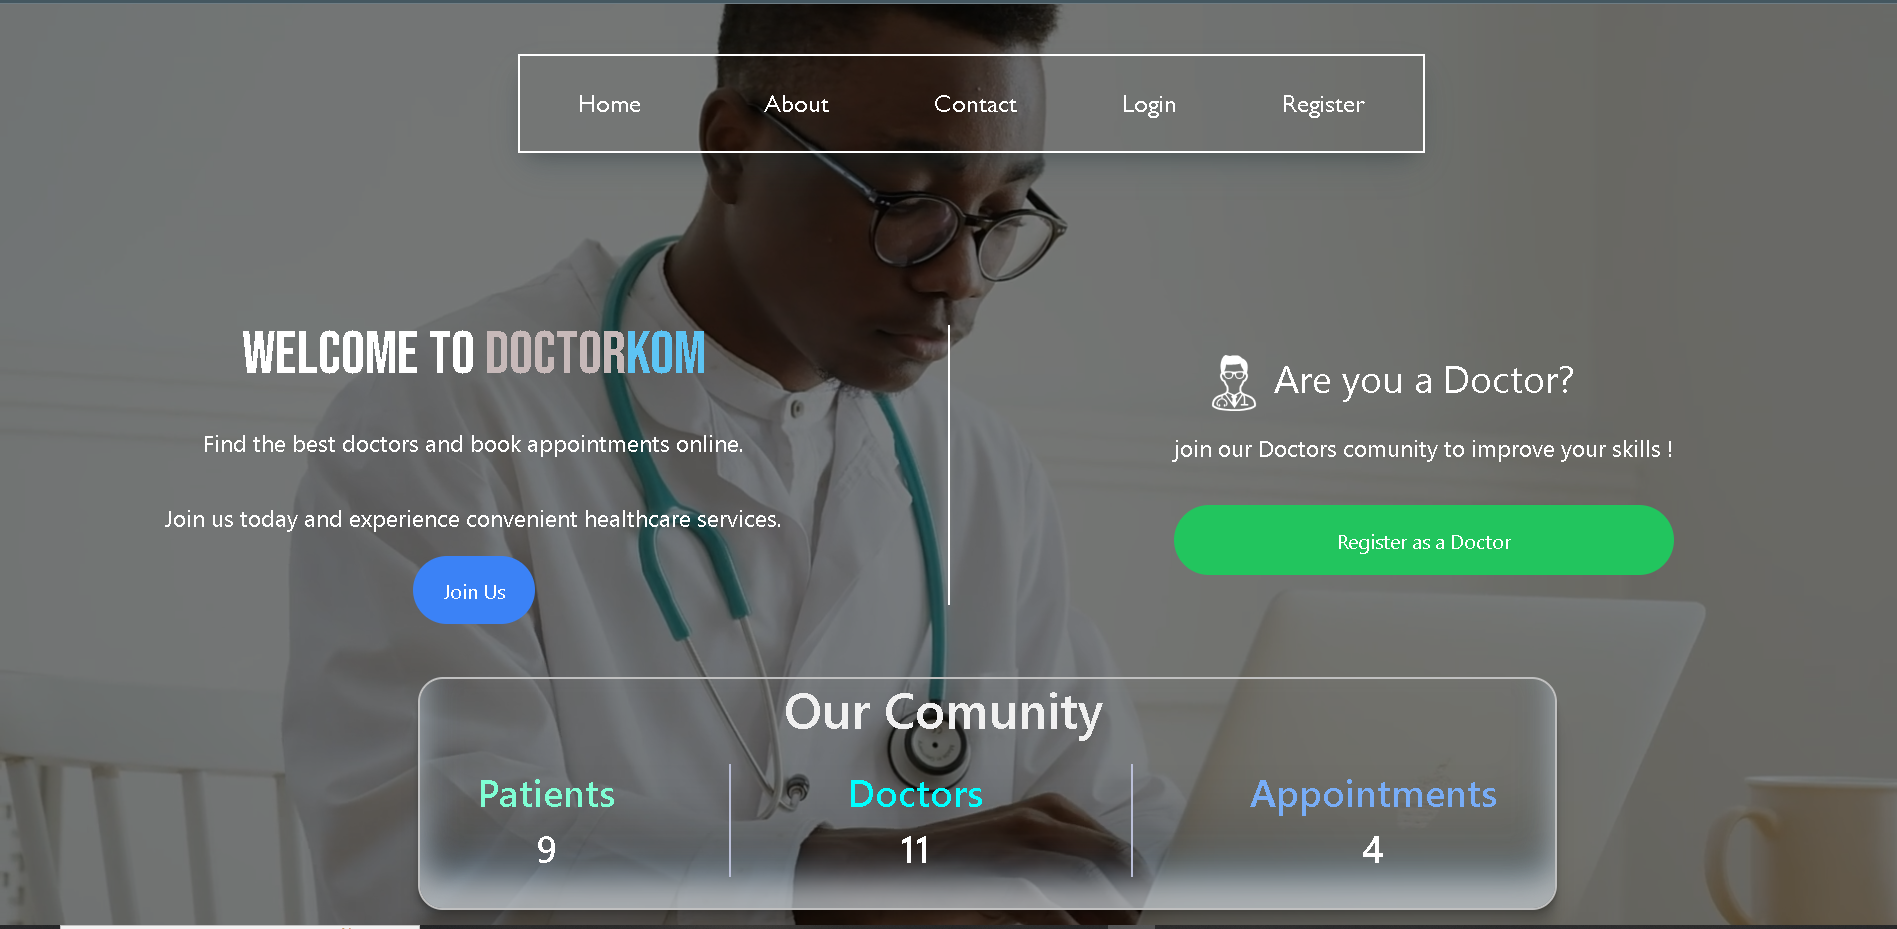 Home About Contact Login Register
WELCOME TO DOCTORKOM
Find the best doctors and book appointments online.
Join us today and experience convenient healthcare services.
Join Us
Are you a Doctor?
join our Doctors comunity to improve your skills !
Register as a Doctor
Our Comunity
Patients
9
Doctors
11
Appointments
4